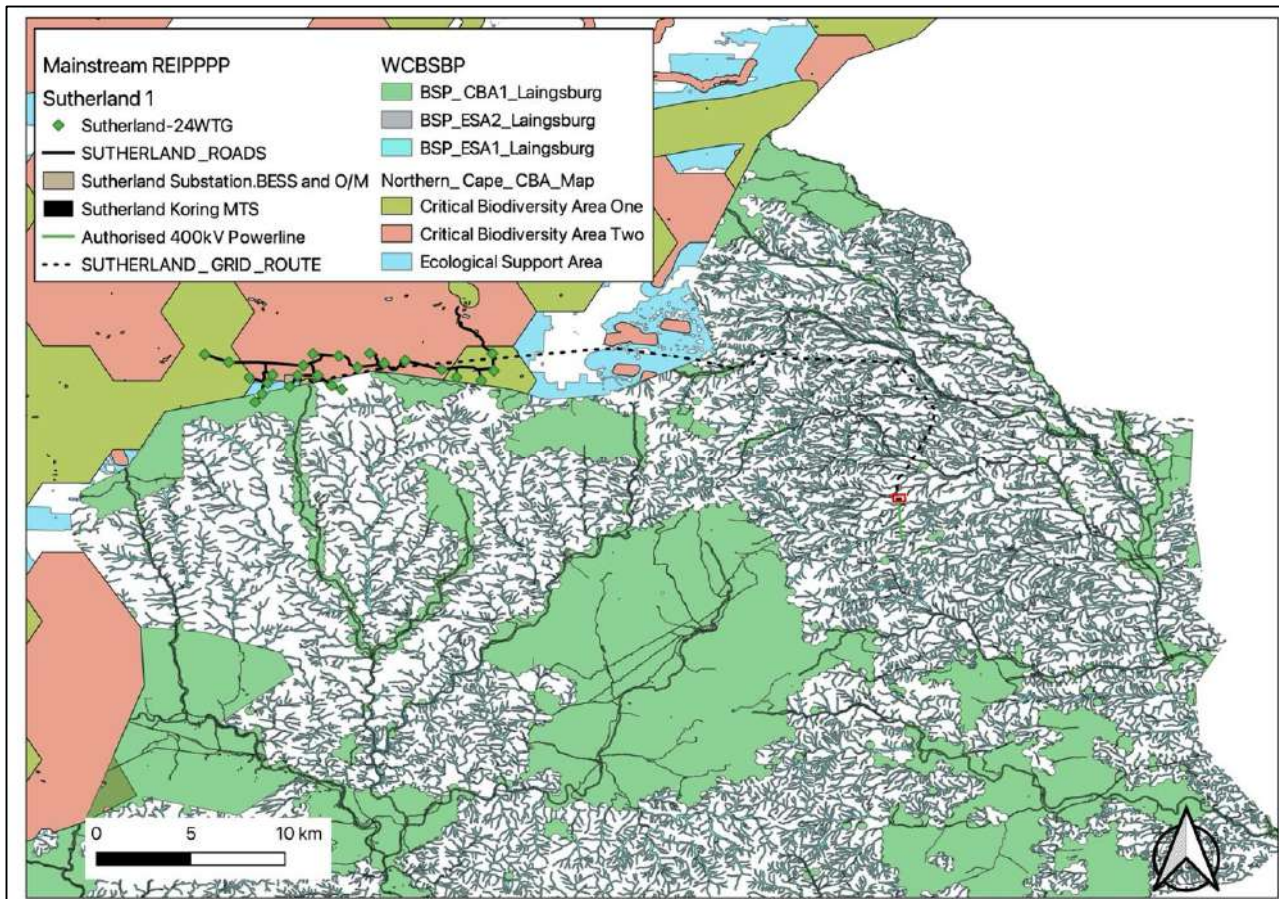 Mainstream REIPPPP
Sutherland 1
Sutherland-24WTG
SUTHERLAND_ROADS
Sutherland Substation.BESS and O/M
Sutherland Koring MTS
Authorised 400kV Powerline
SUTHERLAND_GRID_ROUTE
WCBSBP
BSP_CBA1_Laingsburg
BSP_ESA2_Laingsburg
BSP_ESA1_Laingsburg
Northern_Cape_CBA_Map
Critical Biodiversity Area One
Critical Biodiversity Area Two
Ecological Support Area
0 5 10 km